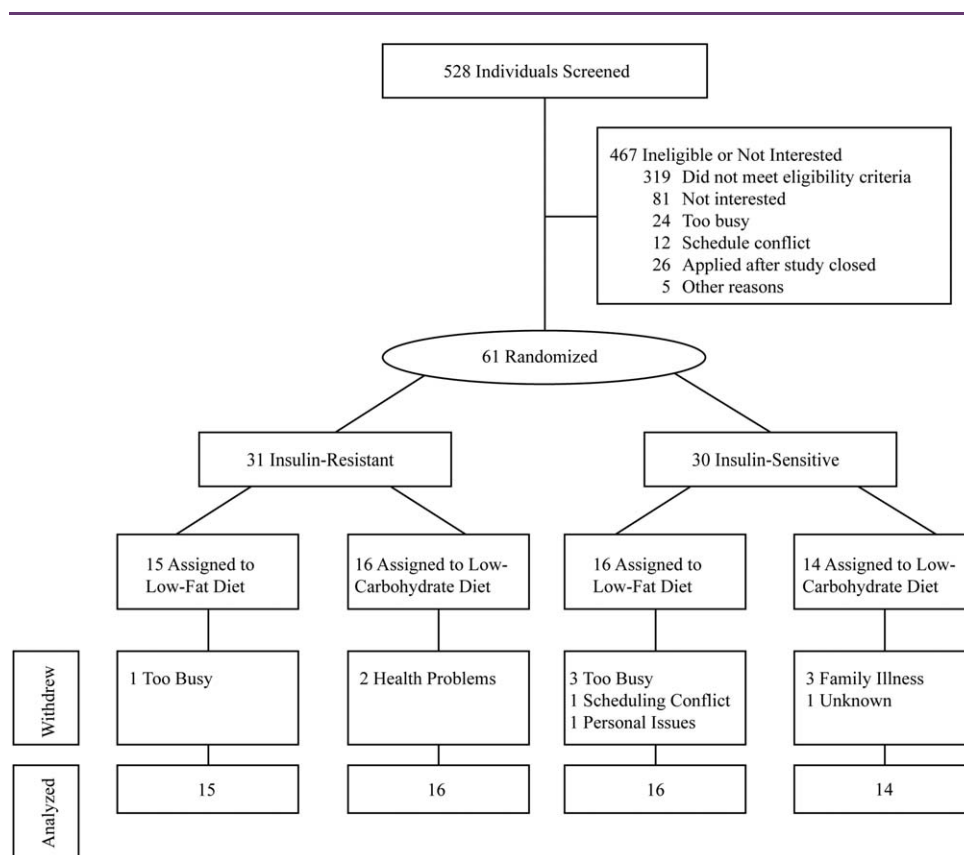 528 Individuals Screened
467 Ineligible or Not Interested
319 Did not meet eligibility criteria
81 Not interested
24 Too busy
12 Schedule conflict
26 Applied after study closed
5 Other reasons
61 Randomized
31 Insulin-Resistant
30 Insulin-Sensitive
15 Assigned to
Low-Fat Diet
16 Assigned to Low-
Carbohydrate Diet
16 Assigned to
Low-Fat Diet
14 Assigned to Low-
Carbohydrate Diet
Withdrew
1 Too Busy
2 Health Problems
3 Too Busy
1 Scheduling Conflict
1 Personal Issues
3 Family Illness
1 Unknown
Analyzed
15
16
16
14